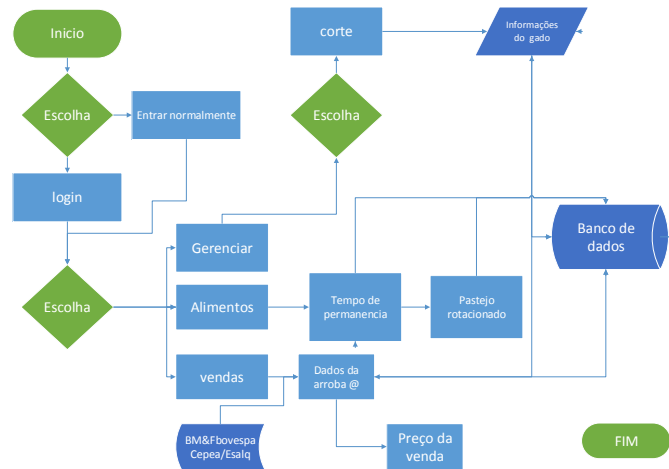 Inicio
corte
Informações
do gado
Escolha
Entrar normalmente
Escolha
login
Gerenciar
Banco de
dados
Escolha
Alimentos
Tempo de
permanencia
Pastejo
rotacionado
vendas
Dados da
arroba @
BM&Fbovespa
Cepea/Esalq
Preço da
venda
FIM